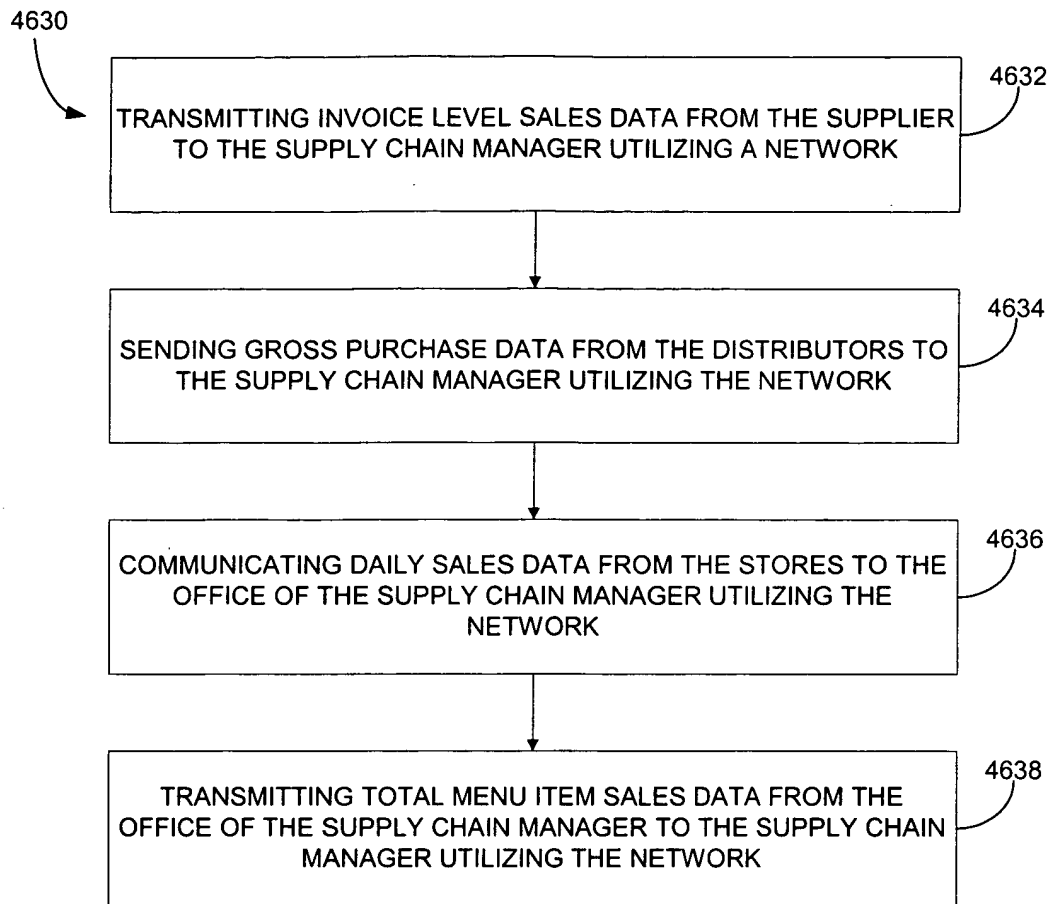 4630
4632
TRANSMITTING INVOICE LEVEL SALES DATA FROM THE SUPPLIER
TO THE SUPPLY CHAIN MANAGER UTILIZING A NETWORK
4634
SENDING GROSS PURCHASE DATA FROM THE DISTRIBUTORS TO
THE SUPPLY CHAIN MANAGER UTILIZING THE NETWORK
4636
COMMUNICATING DAILY SALES DATA FROM THE STORES TO THE
OFFICE OF THE SUPPLY CHAIN MANAGER UTILIZING THE
NETWORK
4638
TRANSMITTING TOTAL MENU ITEM SALES DATA FROM THE
OFFICE OF THE SUPPLY CHAIN MANAGER TO THE SUPPLY CHAIN
MANAGER UTILIZING THE NETWORK